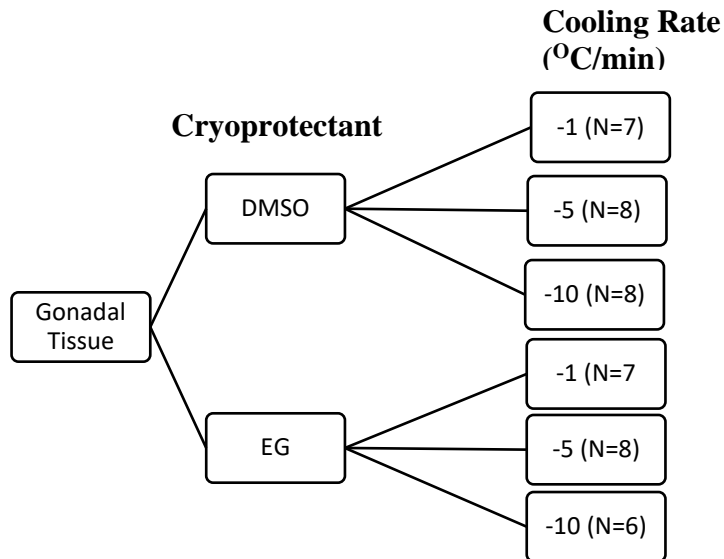 Cooling Rate
(ᴼC/min)
Cryoprotectant
-1 (N=7)
DMSO
-5 (N=8)
-10 (N=8)
Gonadal
Tissue
-1 (N=7
EG
-5 (N=8)
-10 (N=6)